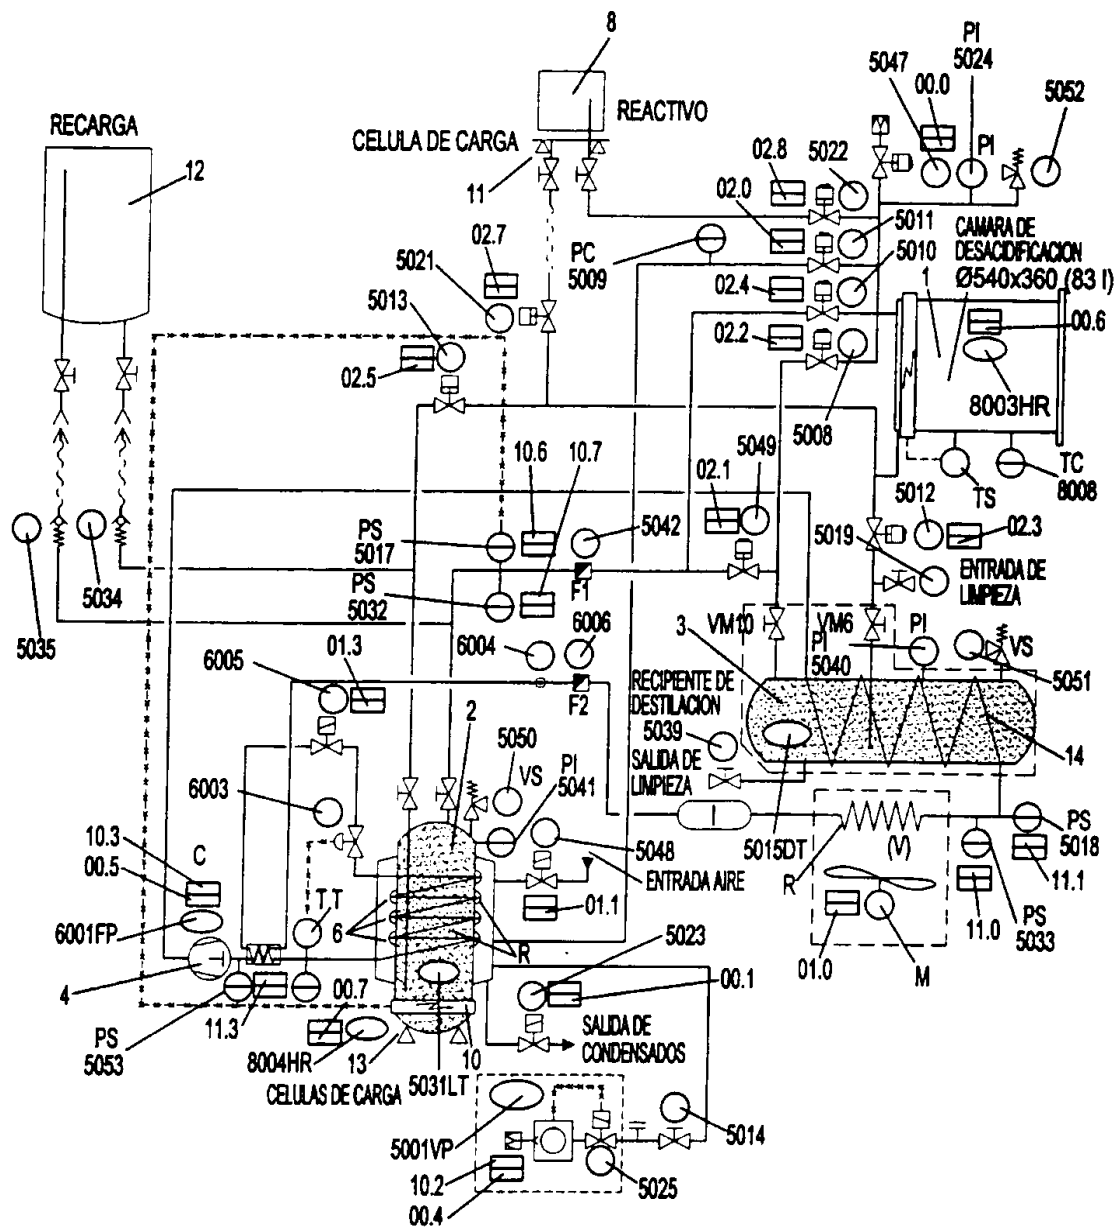 8
PI
5024
5047
00.0
5052
RECARGA
REACTIVO
CELULA DE CARGA
PI
12
02.8
5022
11
02.0
5011
02.7
PC
5009
CAMARA DE
DESACIDIFICACION
5021
5010
Ø540x360 (83 l)
5013
02.4
1
00.6
02.2
02.5
8003HR
5008
10.6
10.7
5049
02.1
TS
TC
8008
5012
5042
02.3
PS
5017
5019
5034
F1
ENTRADA DE
LIMPIEZA
PS
5032
5035
VM10
VM6
3
PI
6004
6006
PI
5040
VS
6005
01.3
5051
RECIPIENTE DE
DESTILACION
F2
2
5039
5050
VS
SALIDA DE
LIMPIEZA
14
PI
5041
6003
5048
5015DT
PS
5018
10.3
C
R
(V)
00.5
ENTRADA AIRE
11.1
T.T
01.1
6001FP
6
R
11.0
PS
5033
5023
01.0
M
4
00.1
00.7
11.3
PS
5053
SALIDA DE
CONDENSADOS
8004HR
13
10
5031LT
CELULAS DE CARGA
5014
5001VP
10.2
5025
00.4